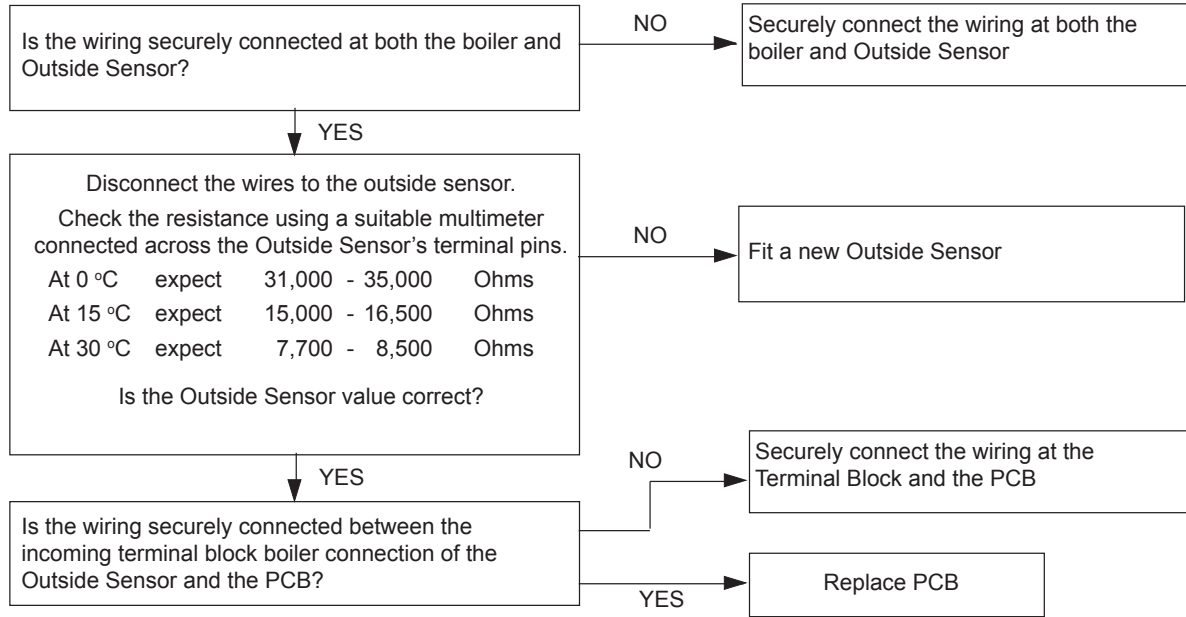 Is the wiring securely connected at both the boiler and
Outside Sensor?
NO
Securely connect the wiring at both the
boiler and Outside Sensor
YES
Disconnect the wires to the outside sensor.
Check the resistance using a suitable multimeter
connected across the Outside Sensor's terminal pins.
At 0 °C expect 31,000 - 35,000 Ohms
At 15 °C expect 15,000 - 16,500 Ohms
At 30 °C expect 7,700 - 8,500 Ohms
Is the Outside Sensor value correct?
NO
Fit a new Outside Sensor
YES
Is the wiring securely connected between the
incoming terminal block boiler connection of the
Outside Sensor and the PCB?
NO
Securely connect the wiring at the
Terminal Block and the PCB
YES
Replace PCB